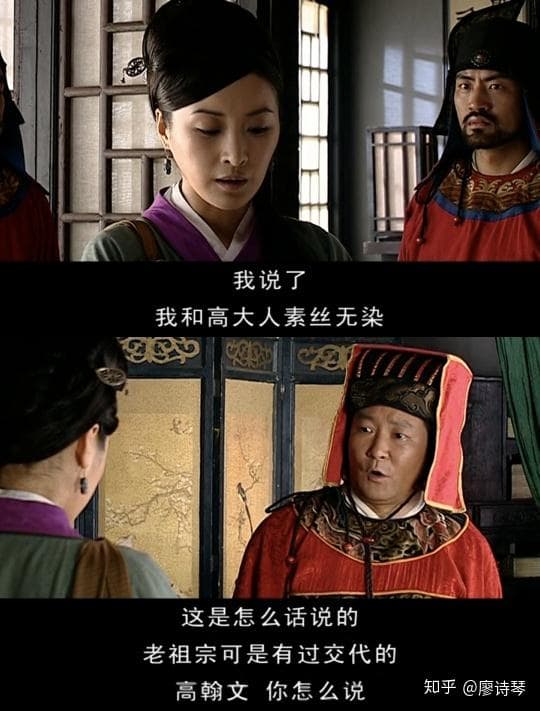 我说了
我和高大人素丝无染
这是怎么话说的
老祖宗可是有过交代的
高翰文 你怎么说
知乎 @廖诗琴